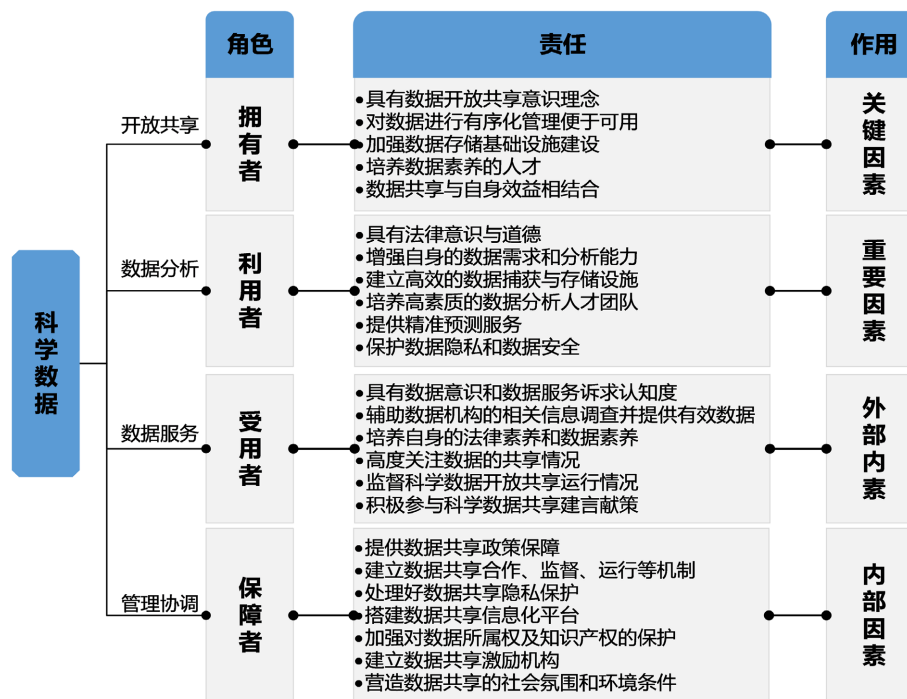 角色
责任
作用
科学数据
开放共享
拥有者
●具有数据开放共享意识理念
●对数据进行有序化管理便于可用
●加强数据存储基础设施建设
●培养数据素养的人才
●数据共享与自身效益相结合
关键因素
数据分析
利用者
●具有法律意识与道德
●增强自身的数据需求和分析能力
●建立高效的数据捕获与存储设施
●培养高素质的数据分析人才团队
●提供精准预测服务
●保护数据隐私和数据安全
重要因素
数据服务
受用者
●具有数据意识和数据服务诉求认知度
●辅助数据机构的相关信息调查并提供有效数据
●培养自身的法律素养和数据素养
●高度关注数据的共享情况
●监督科学数据开放共享运行情况
●积极参与科学数据共享建言献策
外部内素
管理协调
保障者
●提供数据共享政策保障
●建立数据共享合作、监督、运行等机制
●处理好数据共享隐私保护
●搭建数据共享信息化平台
●加强对数据所属权及知识产权的保护
●建立数据共享激励机构
●营造数据共享的社会氛围和环境条件
内部因素